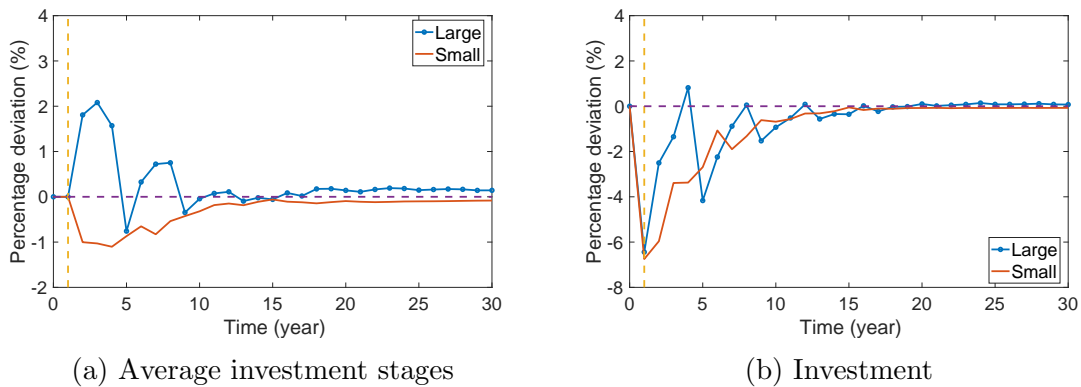 Percentage deviation (%)
4
3
2
1
0
-1
-2
0 5 10 15 20 25 30
Time (year)
Large
Small
(a) Average investment stages
Percentage deviation (%)
4
2
0
-2
-4
-6
-8
0 5 10 15 20 25 30
Time (year)
Large
Small
(b) Investment